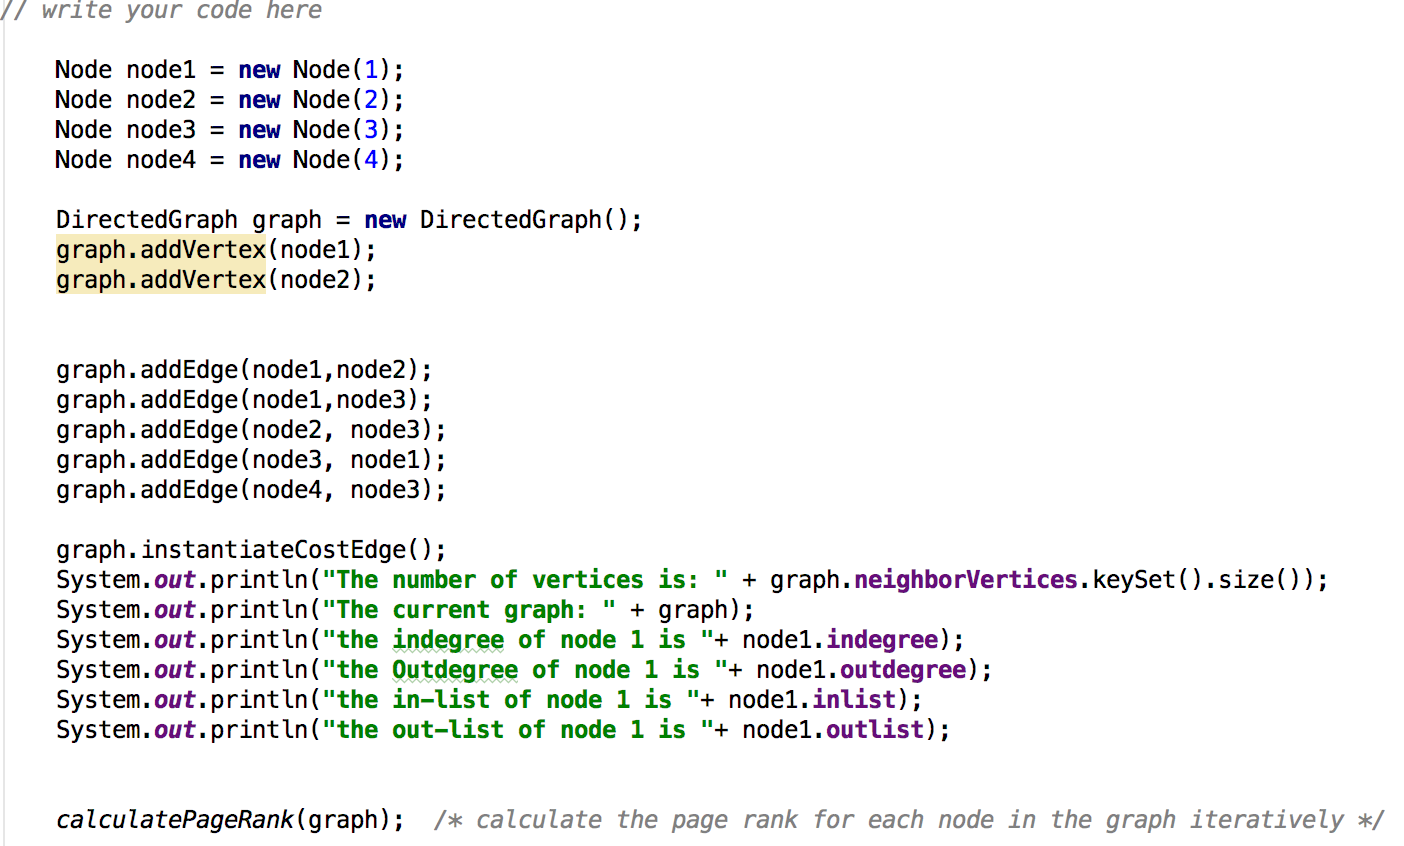 // write your code here
Node node1 = new Node(1);
Node node2 = new Node(2);
Node node3 = new Node(3);
Node node4 = new Node(4);
DirectedGraph graph = new DirectedGraph();
graph.addVertex(node1);
graph.addVertex(node2);
graph.addEdge(node1,node2);
graph.addEdge(node1,node3);
graph.addEdge(node2, node3);
graph.addEdge(node3, node1);
graph.addEdge(node4, node3);
graph.instantiateCostEdge();
System.out.println("The number of vertices is: " + graph.neighborVertices.keySet().size());
System.out.println("The current graph: " + graph);
System.out.println("the indegree of node 1 is "+ node1.indegree);
System.out.println("the Outdegree of node 1 is "+ node1.outdegree);
System.out.println("the in-list of node 1 is "+ node1.inlist);
System.out.println("the out-list of node 1 is "+ node1.outlist);
calculatePageRank(graph);  /* calculate the page rank for each node in the graph iteratively */